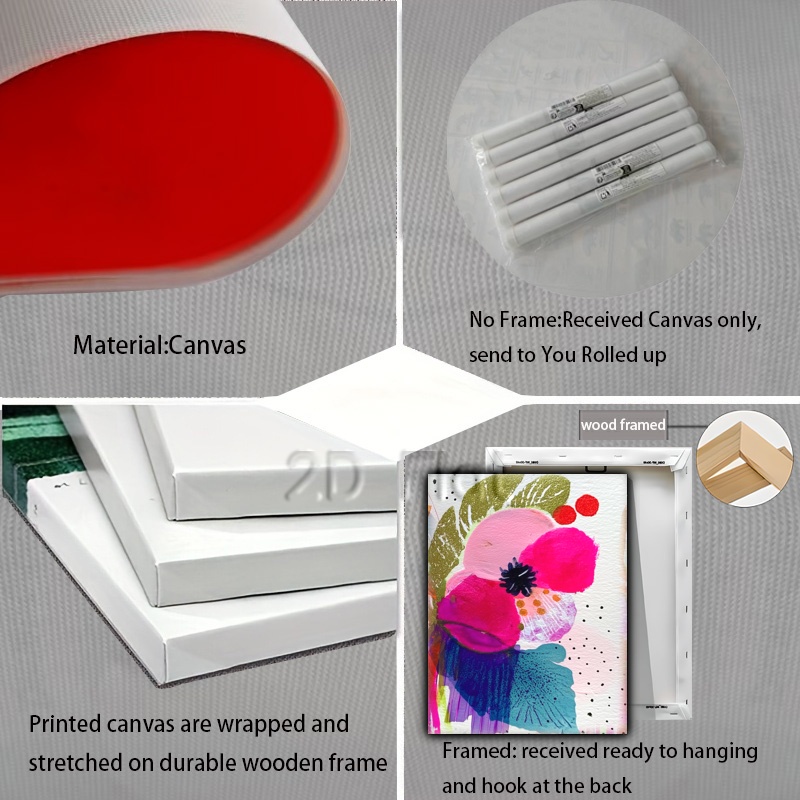 Material:Canvas
No Frame:Received Canvas only,
send to You Rolled up
wood framed
2D
Printed canvas are wrapped and
stretched on durable wooden frame
Framed: received ready to hanging
and hook at the back